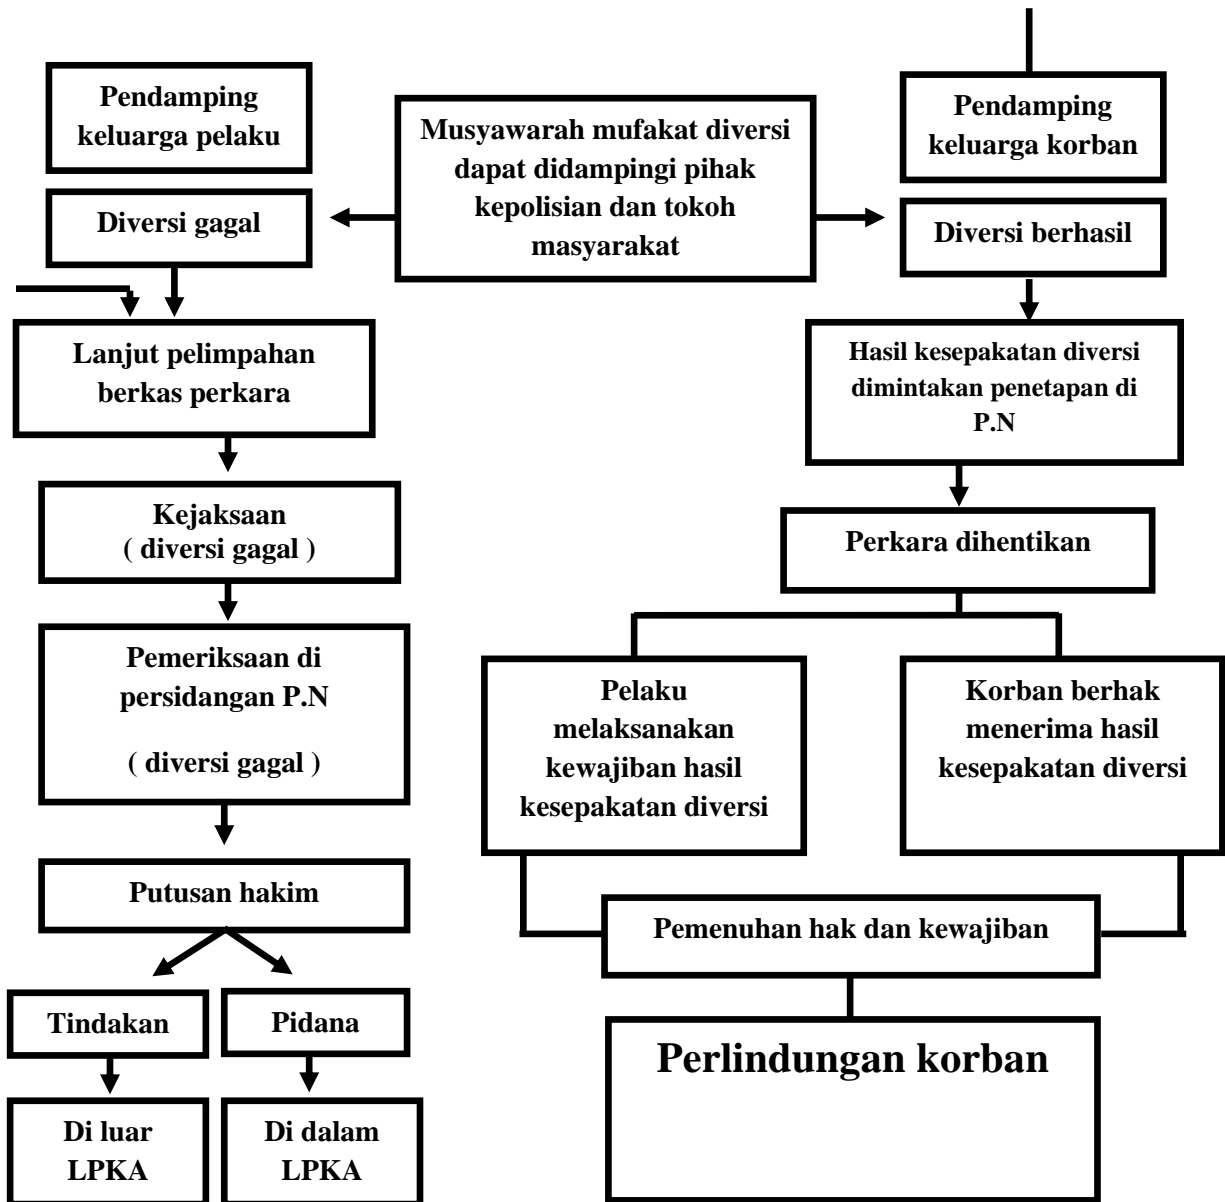 Pendamping
keluarga pelaku
Musyawarah mufakat diversi
dapat didampingi pihak
kepolisian dan tokoh
masyarakat
Pendamping
keluarga korban
Diversi gagal
Diversi berhasil
Lanjut pelimpahan
berkas perkara
Hasil kesepakatan diversi
dimintakan penetapan di
P.N
Kejaksaan
( diversi gagal )
Perkara dihentikan
Pemeriksaan di
persidangan P.N
( diversi gagal )
Pelaku
melaksanakan
kewajiban hasil
kesepakatan diversi
Korban berhak
menerima hasil
kesepakatan diversi
Putusan hakim
Pemenuhan hak dan kewajiban
Tindakan
Pidana
Perlindungan korban
Di luar
LPKA
Di dalam
LPKA